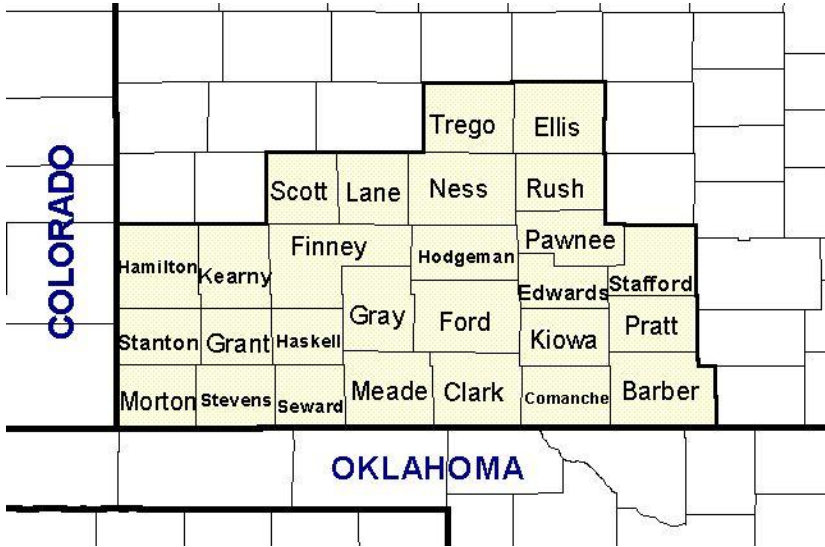 Trego
Ellis
COLORADO
Scott
Lane
Ness
Rush
Finney
Pawnee
Hamilton
Kearny
Hodgeman
Edwards
Stafford
Gray
Ford
Pratt
Stanton
Grant
Haskell
Kiowa
Morton
Stevens
Seward
Meade
Clark
Comanche
Barber
OKLAHOMA